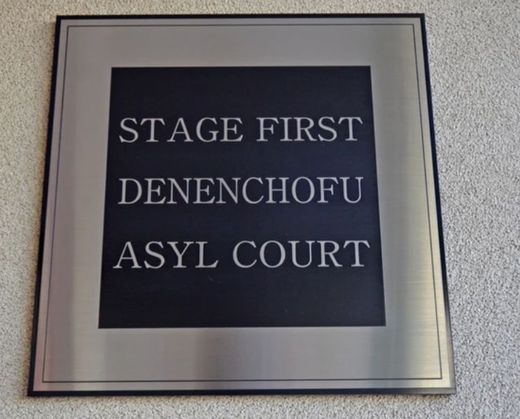 STAGE FIRST
DENENCHOFU
ASYL COURT